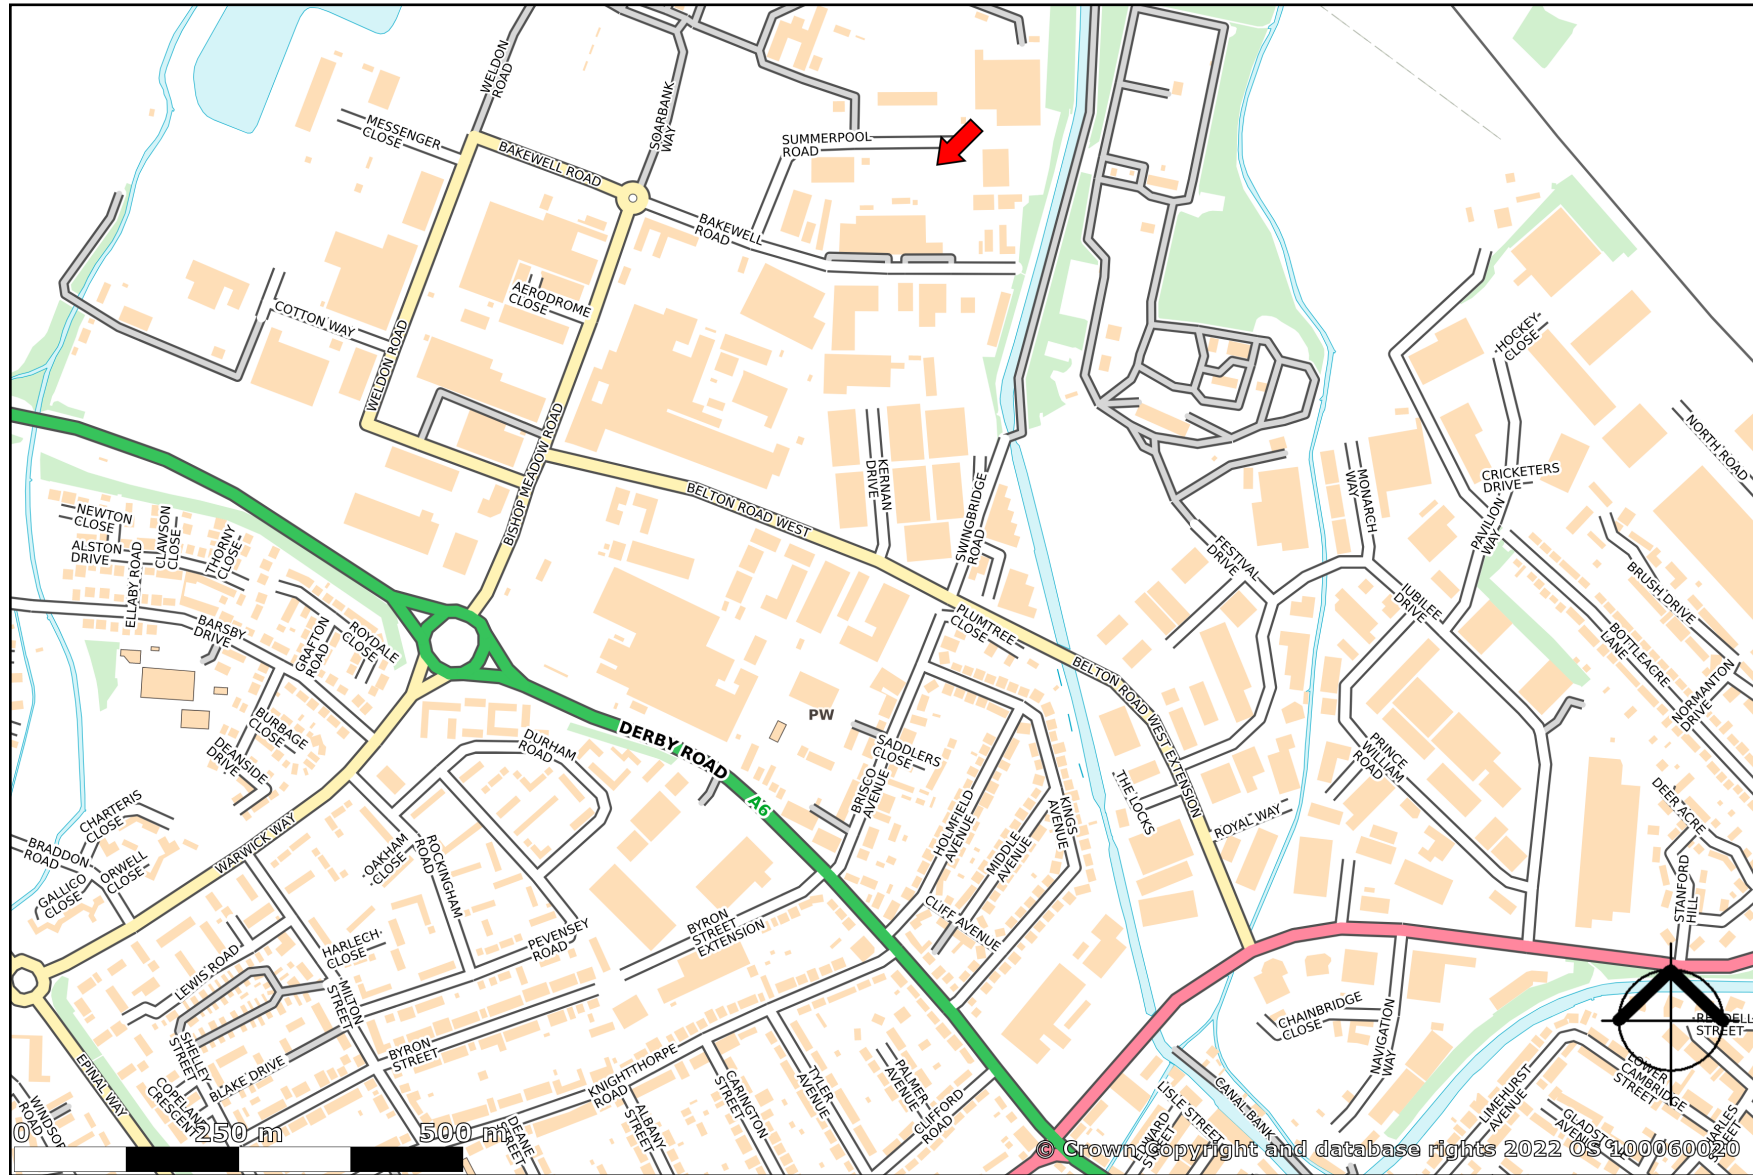 WELDON
ROAD
MESSENGER
CLOSE
BAKEWELL ROAD
SOARBANK
WAY
SUMMERPOOL
ROAD
BAKEWELL
ROAD
AERODROME
CLOSE
COTTON WAY
WELDON ROAD
BISHOP MEADOW ROAD
BELTON ROAD WEST
KERNAN
DRIVE
SWINGBRIDGE
ROAD
HOCKEY
CLOSE
NORTH ROAD
CRICKETERS
DRIVE
MONARCH
WAY
PAVILION
WAY
FESTIVAL
DRIVE
JUBILEE
DRIVE
BRUSH DRIVE
BOTTLEACRE
LANE
NORMANTON
DRIVE
NEWTON
CLOSE
ALSTON
DRIVE
ELLABY ROAD
CLAWSON
CLOSE
THORNY
CLOSE
BARSBY
DRIVE
GRAFTON
ROAD
ROYDALE
CLOSE
PLUMTREE
CLOSE
BELTON ROAD WEST EXTENSION
BURBAGE
CLOSE
DEANSIDE
DRIVE
DURHAM
ROAD
DERBY ROAD
A6
PW
SADDLERS
CLOSE
BRISCO
AVENUE
HOLMFIELD
AVENUE
MIDDLE
AVENUE
KINGS
AVENUE
THE LOCKS
ROYAL WAY
PRINCE
WILLIAM
ROAD
DEER ACRE
STANFORD
HILL
CHARTERIS
CLOSE
BRADDON
ROAD
GALLICO
CLOSE
ORWELL
CLOSE
WARWICK WAY
OAKHAM
CLOSE
ROCKINGHAM
ROAD
CLIFF AVENUE
BYRON
STREET
EXTENSION
PEVENSEY
ROAD
HARLECH
CLOSE
LEWIS ROAD
MILTON
STREET
SHELLEY
STREET
BLAKE DRIVE
BYRON
STREET
COPELAND
CRESCENT
EPINAL WAY
WINDSOR
ROAD
KNIGHTTHORPE
ROAD
DEANE
STREET
ALBANY
STREET
CARINGTON
STREET
TYLER
AVENUE
PALMER
AVENUE
CLIFFORD
ROAD
CHAINBRIDGE
CLOSE
NAVIGATION
WAY
CANAL BANK
LISLE STREET
EDWARD
STREET
LIMEHURST
AVENUE
LOWER
CAMBRIDGE
STREET
STREET
0 250 m 500 m
© Crown Copyright and database rights 2022 OS 100060020